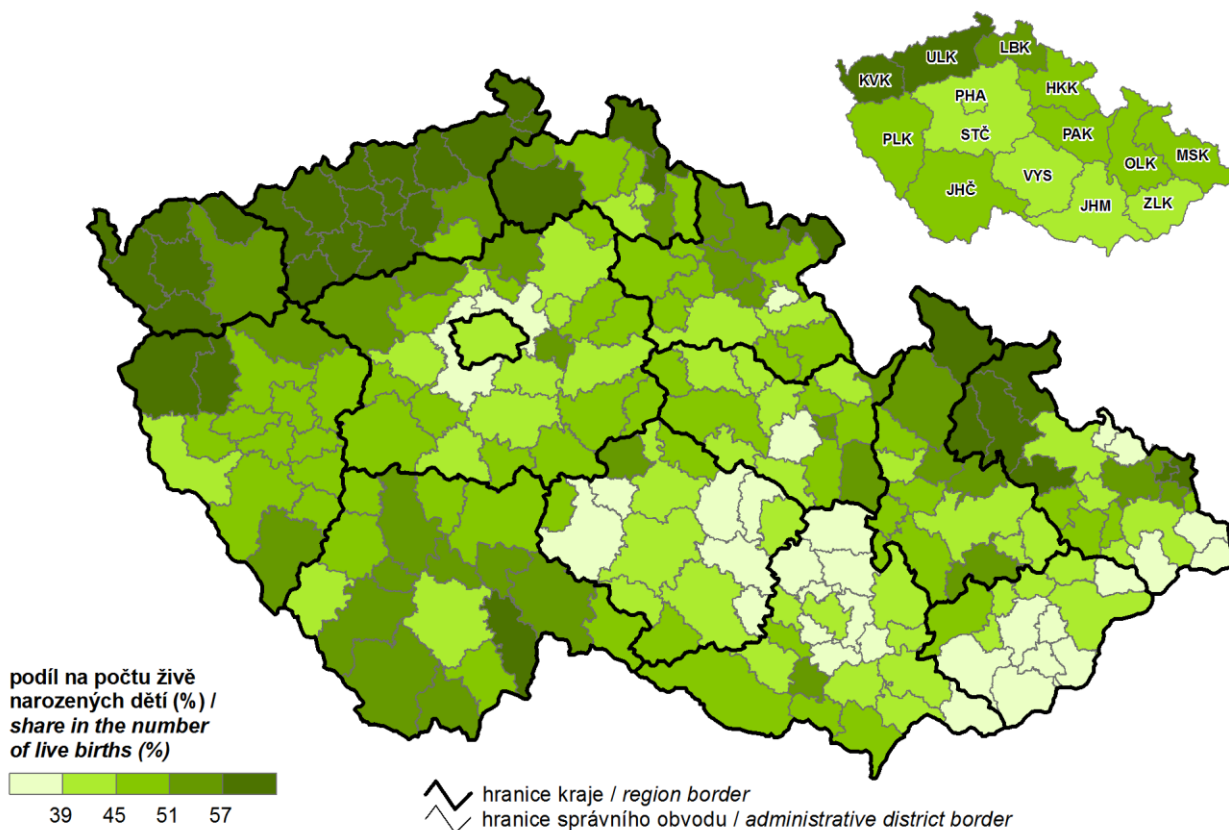 LBK
ULK
KVK
HKK
PHA
STČ
PLK
PAK
OLK
MSK
VYS
JHČ
JHM
ZLK
podíl na počtu živě
narozených dětí (%) /
share in the number
of live births (%)
39 45 51 57
hranice kraje / region border
hranice správního obvodu / administrative district border